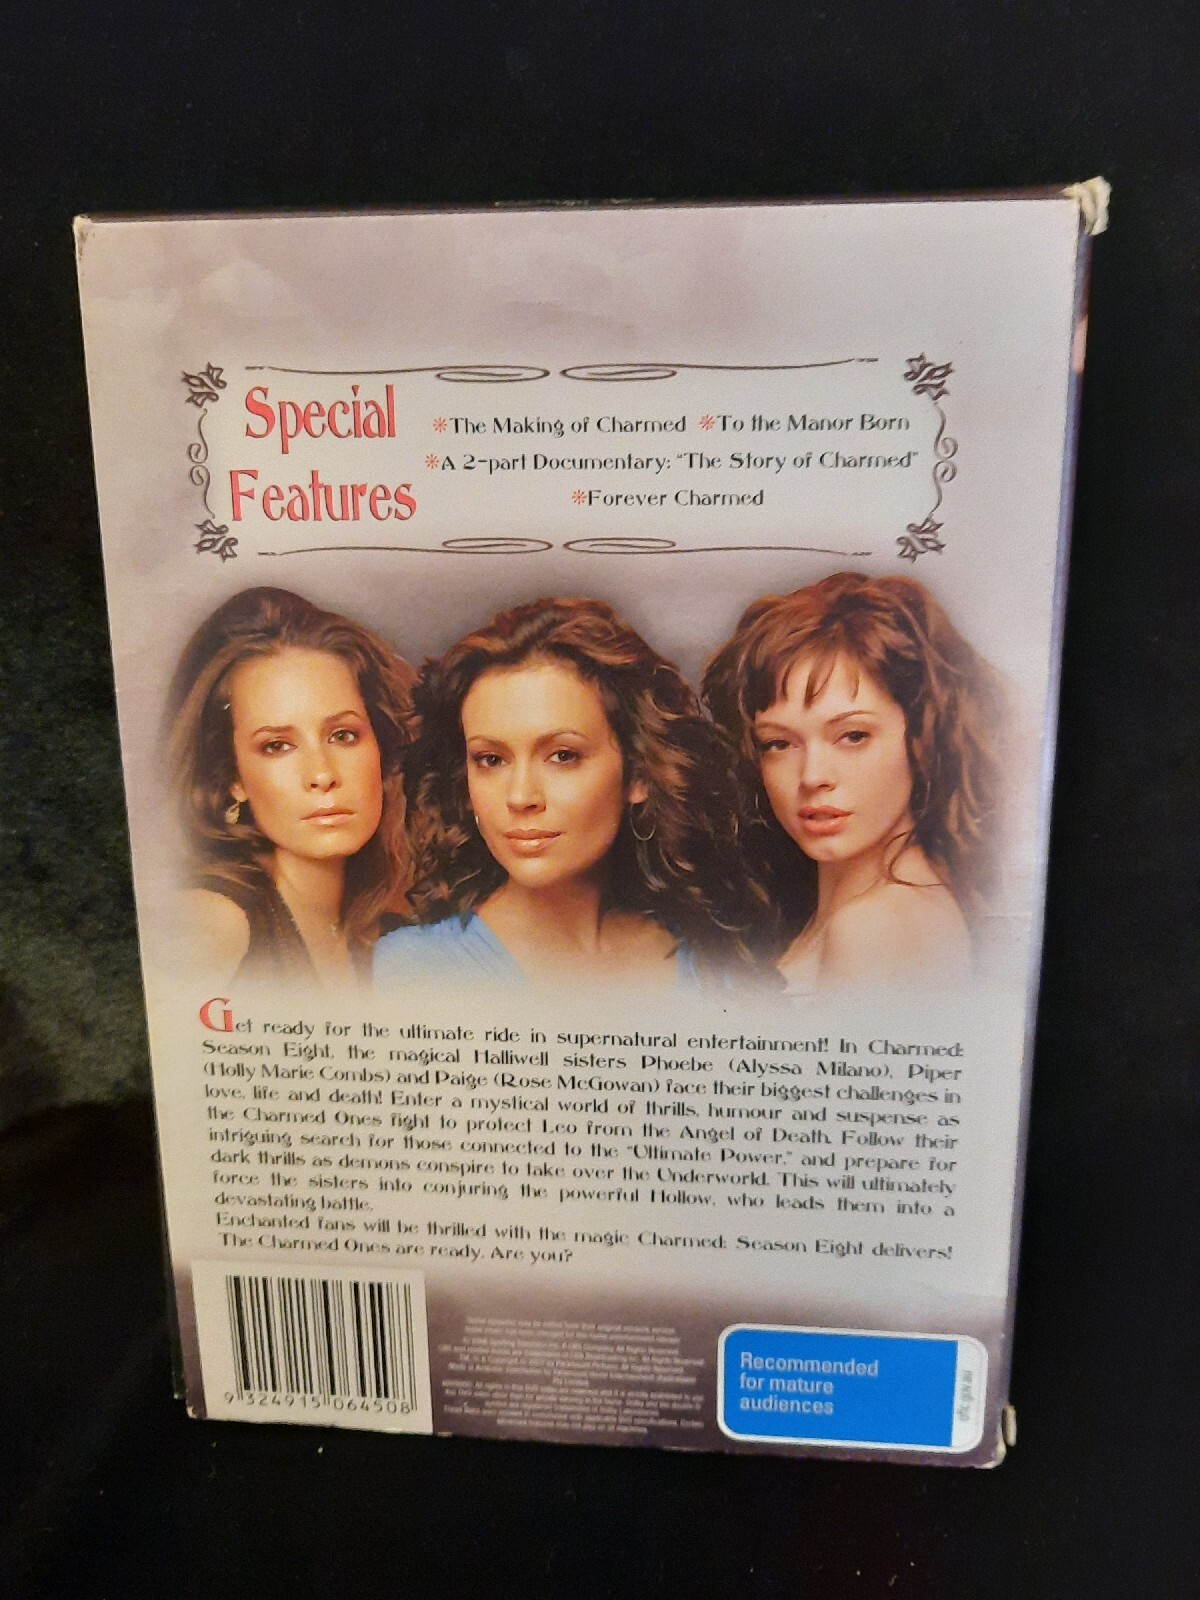 Special
Features
*The Making of Charmed *To the Manor Born
*A 2-part Documentary: "The Story of Charmed"
*Forever Charmed
Get ready for the ultimate ride in supernatural entertainment! In Charmed:
Season Eight, the magical Halliwell sisters Phoebe (Alyssa Milano), Piper
(Holly Marie Combs) and Paige (Rose McGowan) face their biggest challenges in
love, life and death! Enter a mystical world of thrills, humour and suspense as
the Charmed Ones fight to protect Leo from the Angel of Death. Follow their
intriguing search for those connected to the "Ultimate Power," and prepare for
dark thrills as demons conspire to take over the Underworld. This will ultimately
force the sisters into conjuring the powerful Hollow, who leads them into a
devastating battle.
Enchanted fans will be thrilled with the magic Charmed: Season Eight delivers!
The Charmed Ones are ready. Are you?
9 324915 064508
Recommended
for mature
audiences